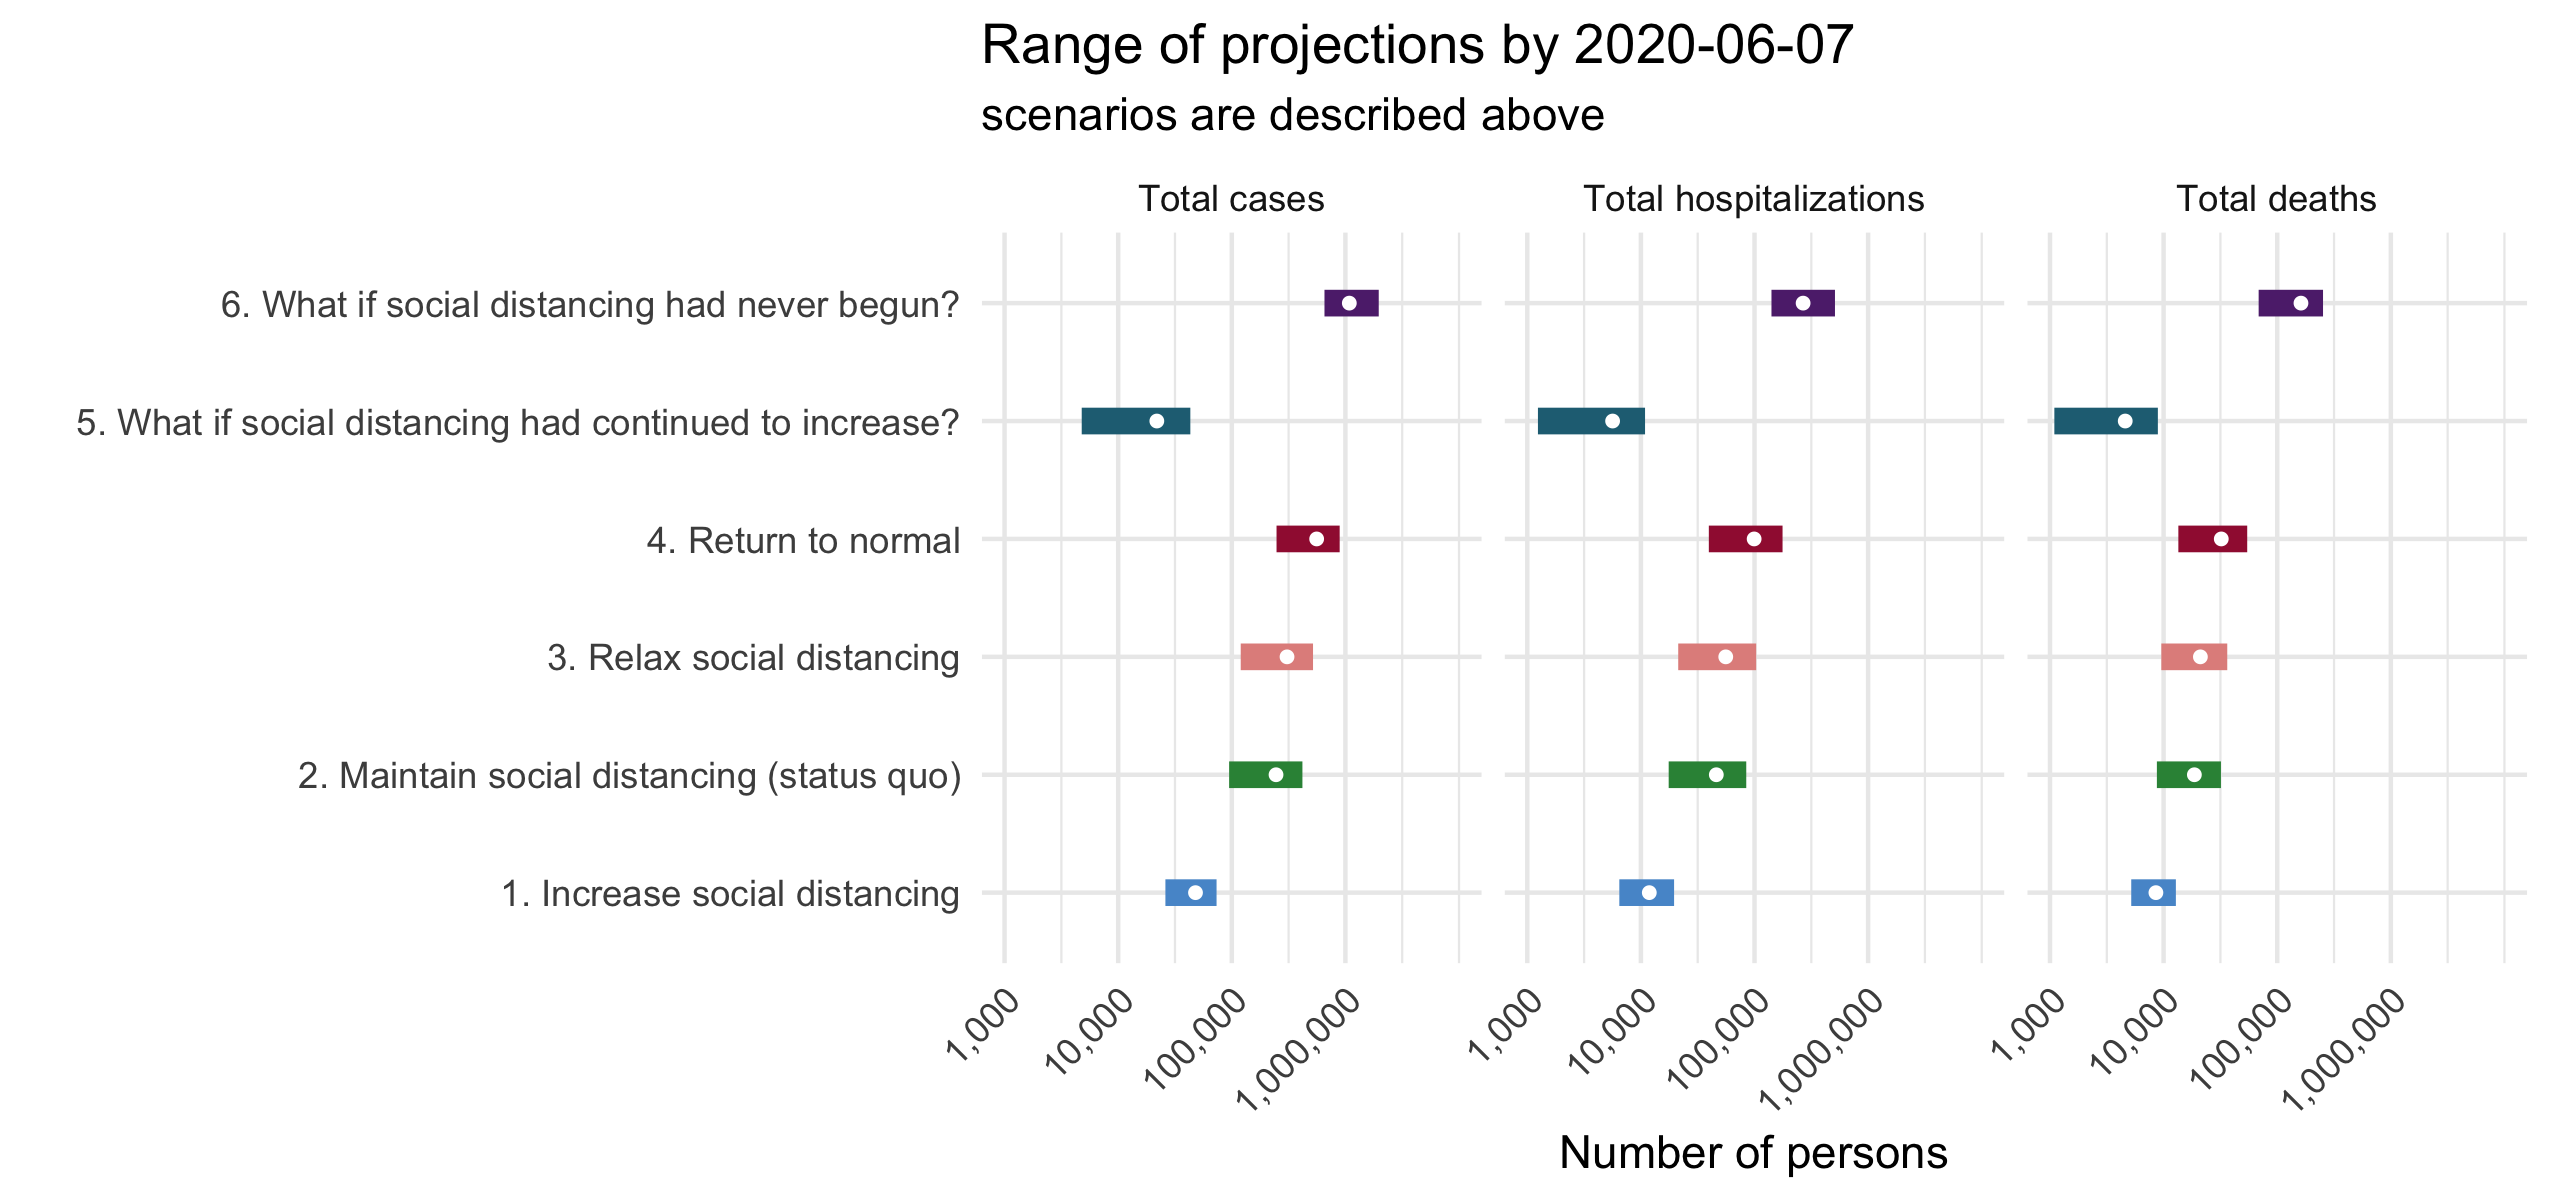 Range of projections by 2020-06-07
scenarios are described above
Total cases
Total hospitalizations
Total deaths
6. What if social distancing had never begun?
5. What if social distancing had continued to increase?
4. Return to normal
3. Relax social distancing
2. Maintain social distancing (status quo)
1. Increase social distancing
1,000
10,000
100,000
1,000,000
1,000
10,000
100,000
1,000,000
1,000
10,000
100,000
1,000,000
Number of persons